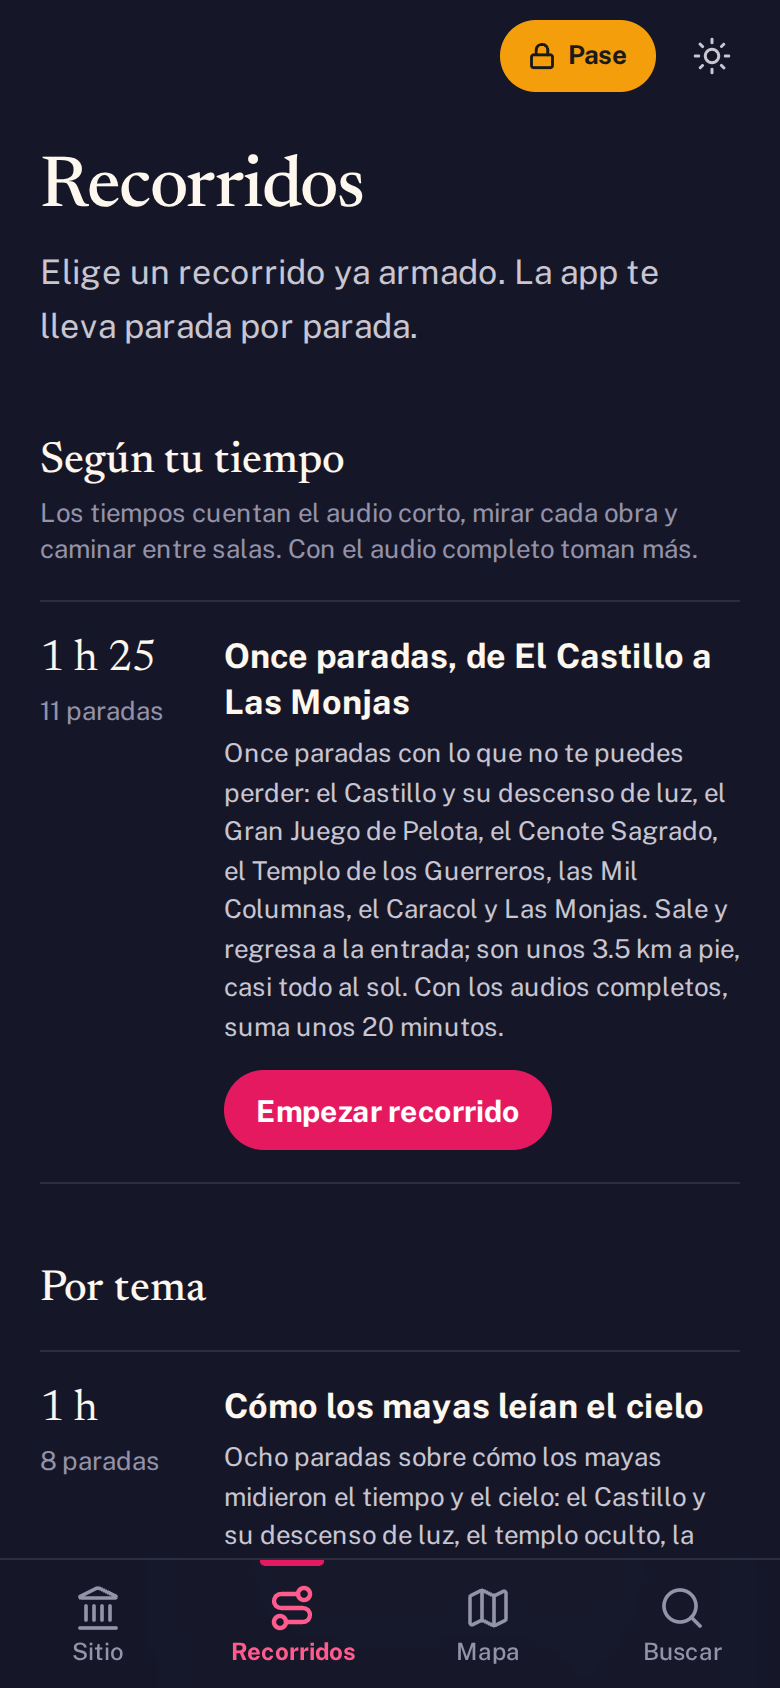 Pase
Recorridos
Elige un recorrido ya armado. La app te
lleva parada por parada.
Según tu tiempo
Los tiempos cuentan el audio corto, mirar cada obra y
caminar entre salas. Con el audio completo toman más.
1 h 25
11 paradas
Once paradas, de El Castillo a
Las Monjas
Once paradas con lo que no te puedes
perder: el Castillo y su descenso de luz, el
Gran Juego de Pelota, el Cenote Sagrado,
el Templo de los Guerreros, las Mil
Columnas, el Caracol y Las Monjas. Sale y
regresa a la entrada; son unos 3.5 km a pie,
casi todo al sol. Con los audios completos,
suma unos 20 minutos.
Empezar recorrido
Por tema
1 h
8 paradas
Cómo los mayas leían el cielo
Ocho paradas sobre cómo los mayas
midieron el tiempo y el cielo: el Castillo y
su descenso de luz, el templo oculto, la
Sitio
Recorridos
Mapa
Buscar